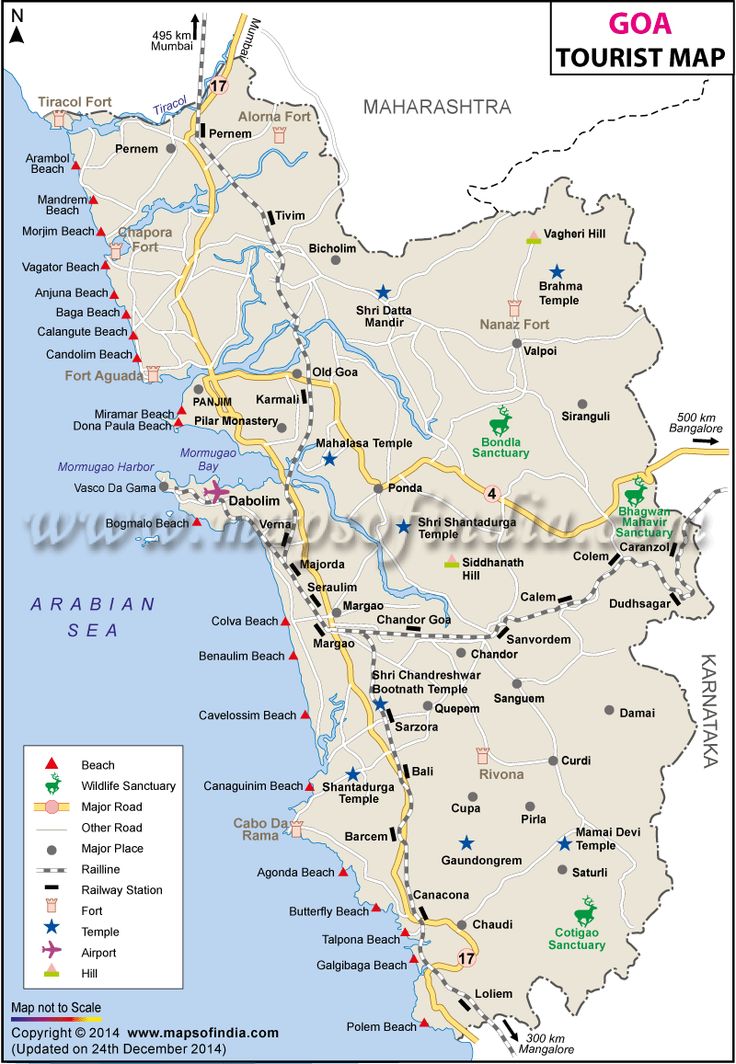 GOA
TOURIST MAP
N
495 km
Mumbai
Mumbai
17
MAHARASHTRA
Tiracol Fort
Tiracol
Alorna Fort
Pernem
Pernem
Arambol
Beach
Mandrem
Beach
Tivim
Morjim Beach
Chapora
Fort
Bicholim
Vagheri Hill
Vagator Beach
Brahma
Temple
Anjuna Beach
Shri Datta
Mandir
Baga Beach
Nanaz Fort
Calangute Beach
Valpoi
Candolim Beach
Fort Aguada
Old Goa
PANJIM
Karmali
Siranguli
Miramar Beach
Dona Paula Beach
Pilar Monastery
500 km
Bangalore
Bondla
Sanctuary
Mahalasa Temple
Mormugao
Bay
Mormugao Harbor
Vasco Da Gama
Ponda
4
Dabolim
Bhagwan
Mahavir
Sanctuary
Bogmalo Beach
Verna
Shri Shantadurga
Temple
www.mapsofindia.com
Caranzol
Colem
Majorda
Siddhanath
Hill
Seraulim
Calem
Dudhsagar
ARABIAN
SEA
Margao
Colva Beach
Chandor Goa
Margao
Sanvordem
Benaulim Beach
Chandor
KARNATAKA
Shri Chandreshwar
Bootnath Temple
Sanguem
Quepem
Damai
Cavelossim Beach
Sarzora
Curdi
Rivona
Bali
Canaguinim Beach
Shantadurga
Temple
Cupa
Pirla
Cabo Da
Rama
Barcem
Mamai Devi
Temple
Gaundongrem
Saturli
Agonda Beach
Canacona
Butterfly Beach
Chaudi
Cotigao
Sanctuary
Talpona Beach
17
Galgibaga Beach
Loliem
Polem Beach
300 km
Mangalore
Beach
Wildlife Sanctuary
Major Road
Other Road
Major Place
Railline
Railway Station
Fort
Temple
Airport
Hill
Map not to Scale
Copyright © 2014 www.mapsofindia.com
(Updated on 24th December 2014)